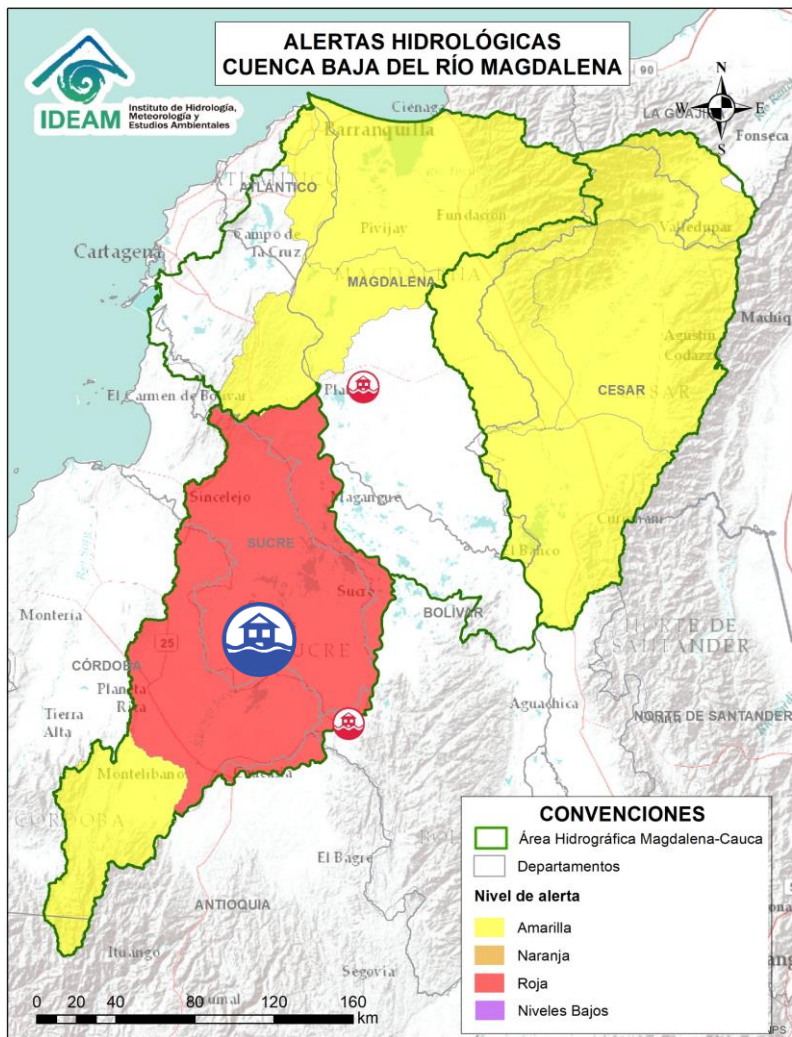 ALERTAS HIDROLÓGICAS
CUENCA BAJA DEL RÍO MAGDALENA
IDEAM
Instituto de Hidrología,
Meteorología y
Estudios Ambientales
N
W
E
S
90
Ciénaga
LA GUAJIRA
Fonseca
Barranquilla
ATLÁNTICO
Pivijay
Fundación
Valledupar
Cartagena
Campo de
la Cruz
MAGDALENA
Machiq
Agustín
Codazzi
El Carmen de Bolívar
Pla
CESAR
Sincelejo
Magangue
SUCRE
El Banco
Sucre
BOLÍVAR
Montería
NORTE DE
SANTANDER
25
SUCRE
CÓRDOBA
Planeta
Rica
Aguachica
Tierra
Alta
NORTE DE SANTANDER
Montelibano
CÓRDOBA
El Bagre
ANTIOQUIA
Ituango
Segovia
CONVENCIONES
Área Hidrográfica Magdalena-Cauca
Departamentos
Nivel de alerta
Amarilla
Naranja
Roja
Niveles Bajos
0 20 40 80 120 160
km